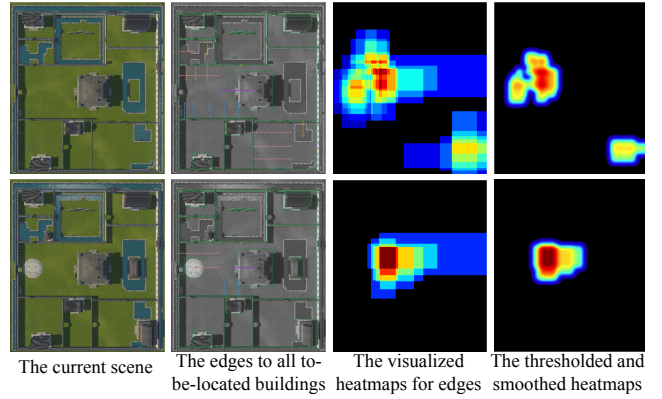 The current scene
The edges to all to-
be-located buildings
The visualized
heatmaps for edges
The thresholded and
smoothed heatmaps